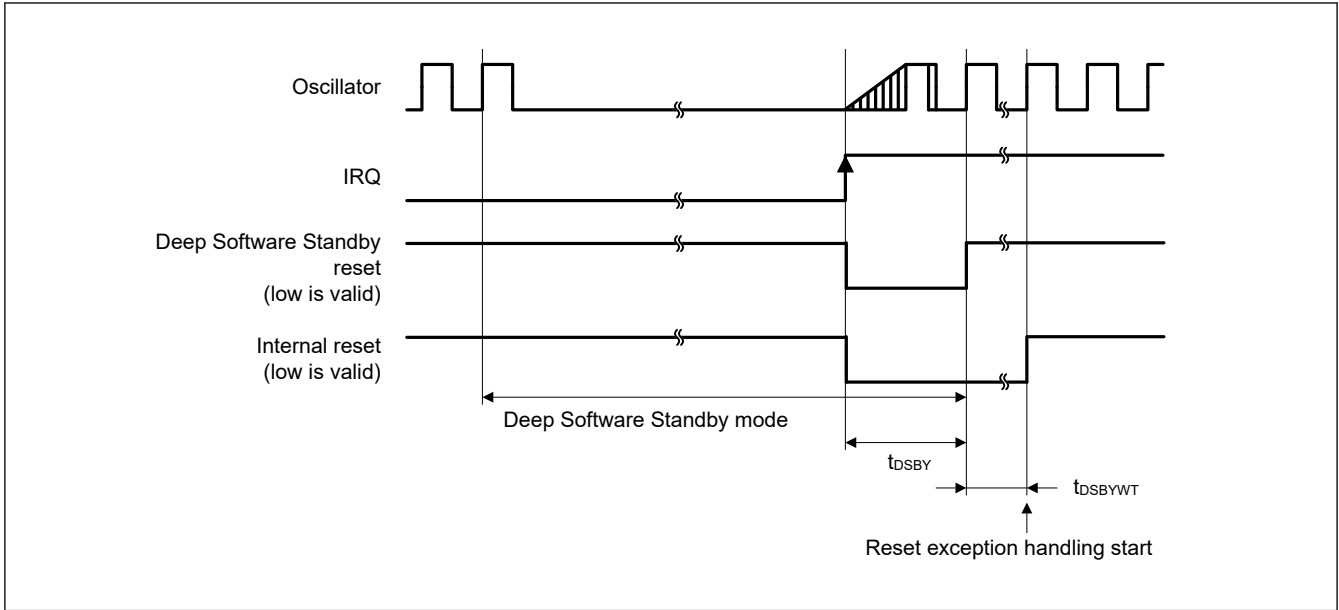 Oscillator
IRQ
Deep Software Standby
reset
(low is valid)
Internal reset
(low is valid)
Deep Software Standby mode
tDSBY
tDSBYWT
Reset exception handling start